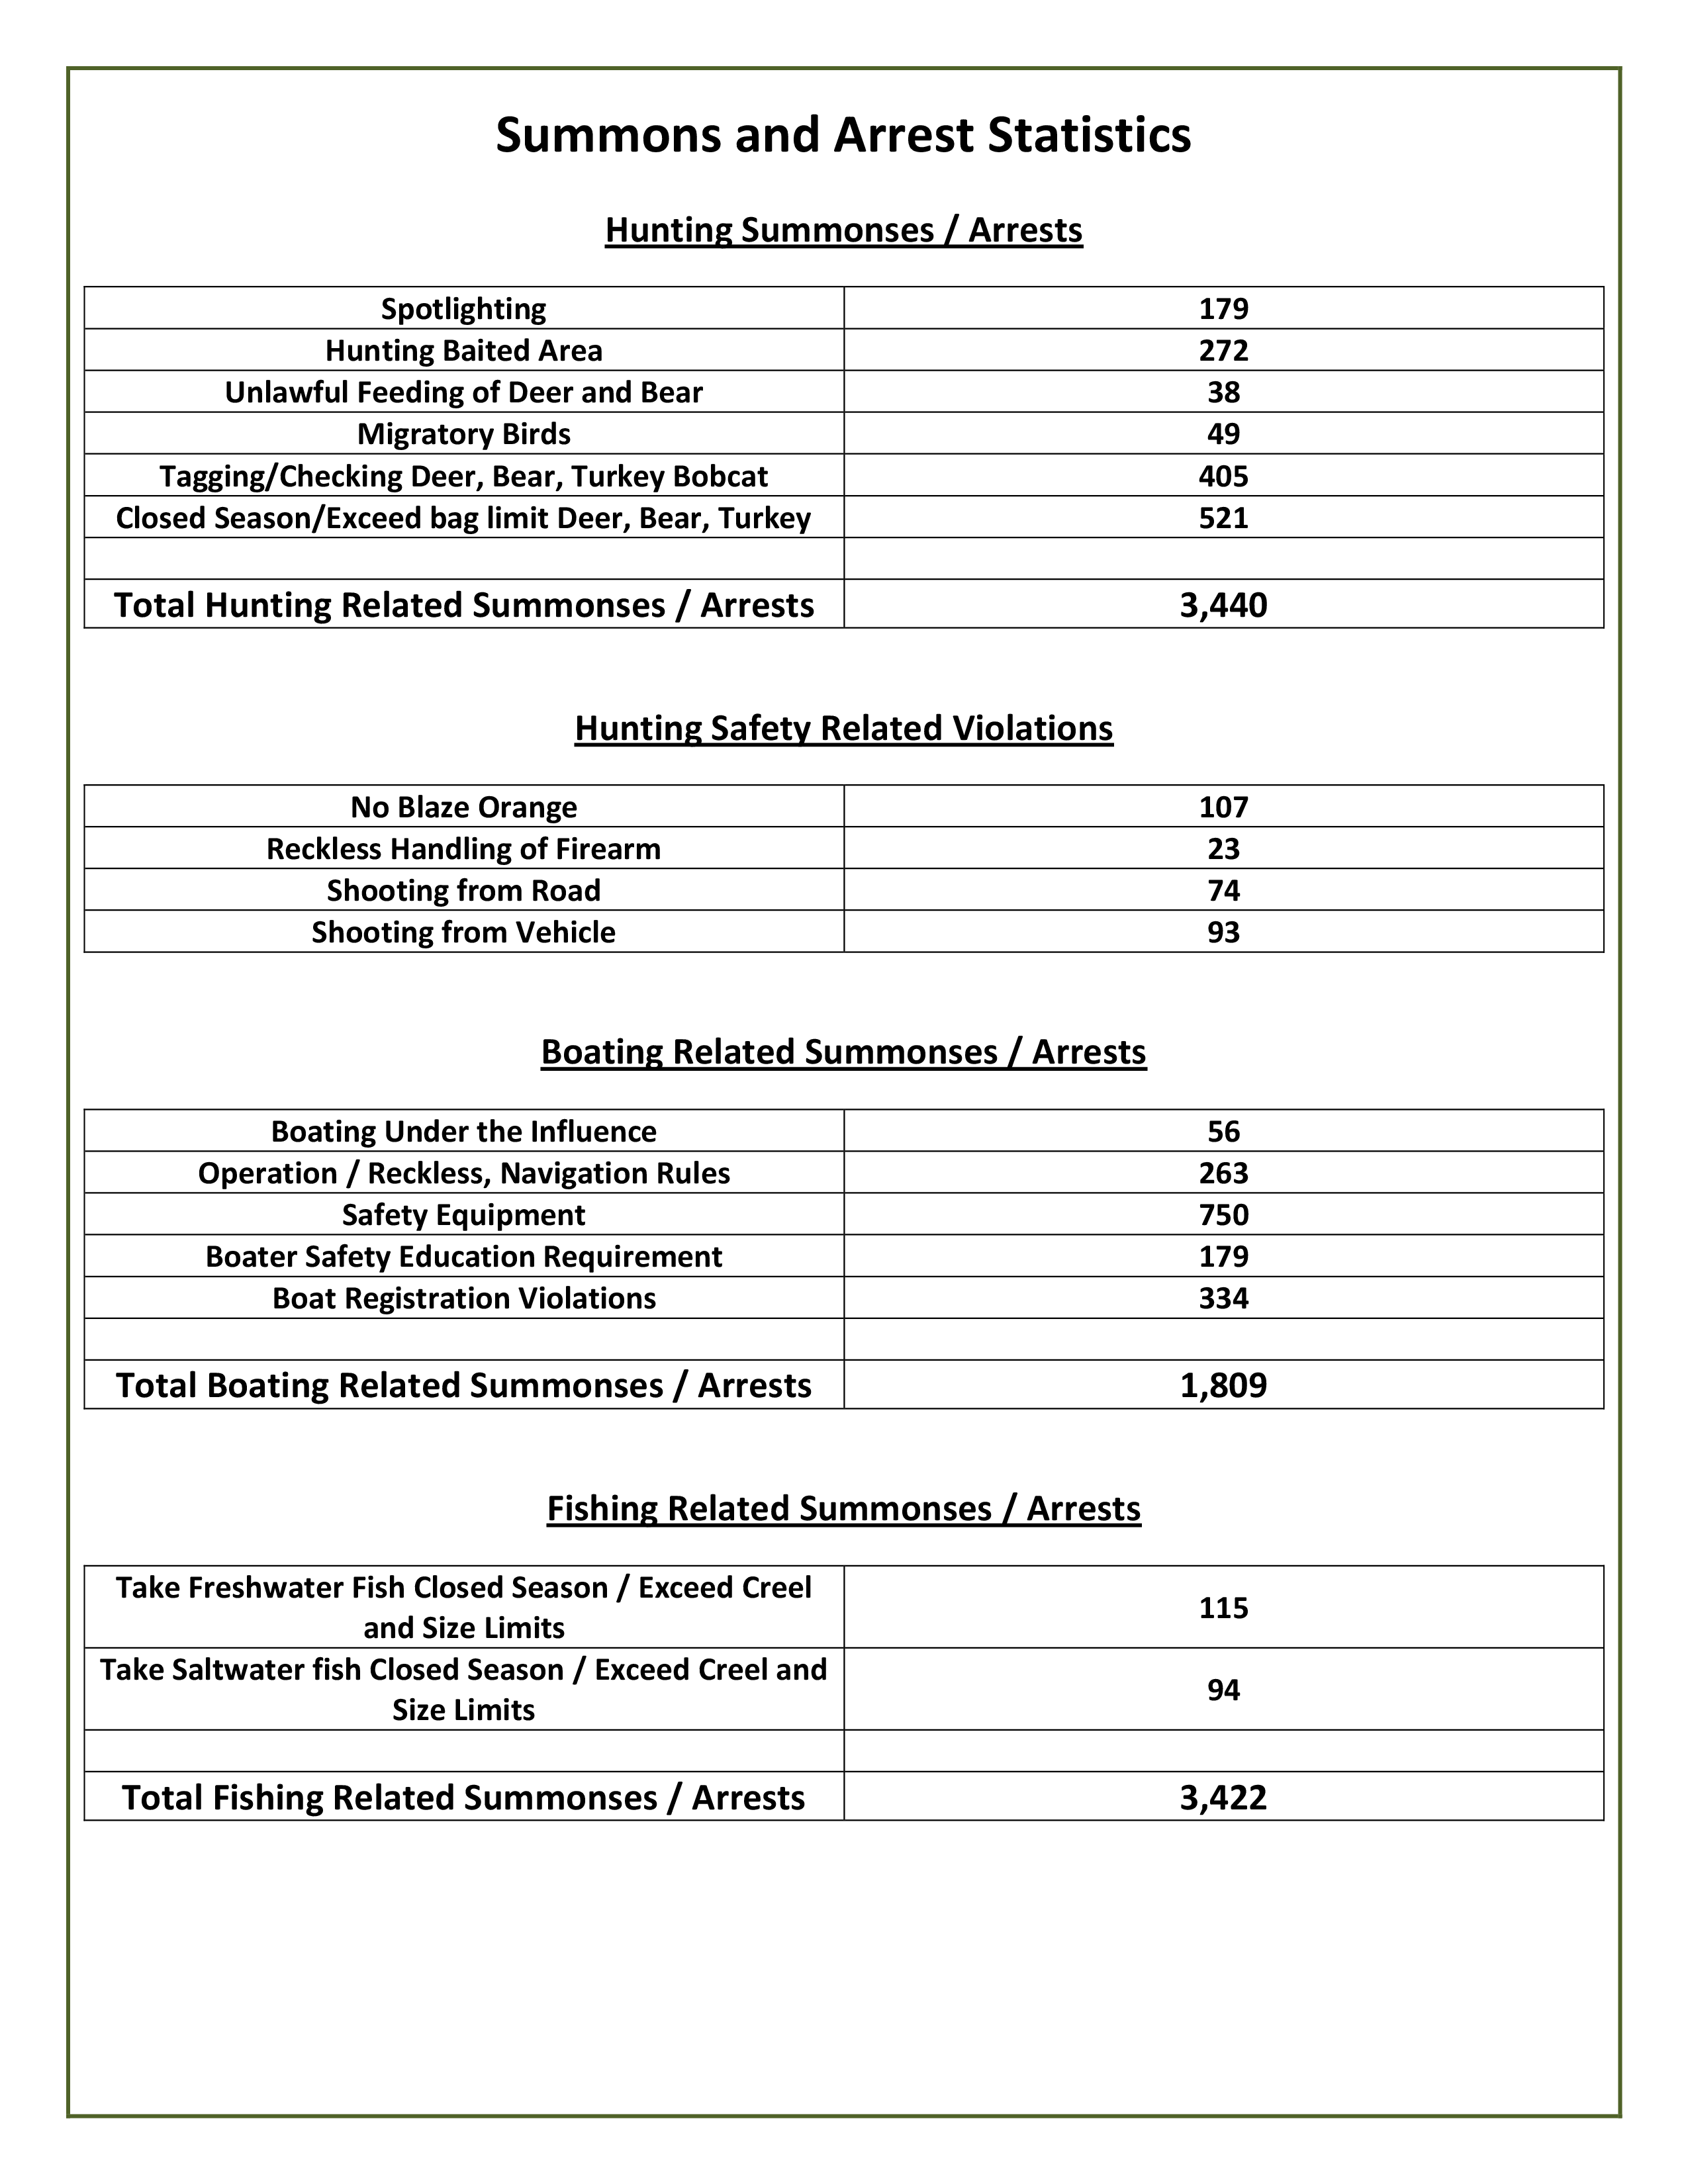 Summons and Arrest Statistics
Hunting Summonses / Arrests
Spotlighting 179
Hunting Baited Area 272
Unlawful Feeding of Deer and Bear 38
Migratory Birds 49
Tagging/Checking Deer, Bear, Turkey Bobcat 405
Closed Season/Exceed bag limit Deer, Bear, Turkey 521
Total Hunting Related Summonses / Arrests 3,440
Hunting Safety Related Violations
No Blaze Orange 107
Reckless Handling of Firearm 23
Shooting from Road 74
Shooting from Vehicle 93
Boating Related Summonses / Arrests
Boating Under the Influence 56
Operation / Reckless, Navigation Rules 263
Safety Equipment 750
Boater Safety Education Requirement 179
Boat Registration Violations 334
Total Boating Related Summonses / Arrests 1,809
Fishing Related Summonses / Arrests
Take Freshwater Fish Closed Season / Exceed Creel
and Size Limits 115
Take Saltwater fish Closed Season / Exceed Creel and
Size Limits 94
Total Fishing Related Summonses / Arrests 3,422